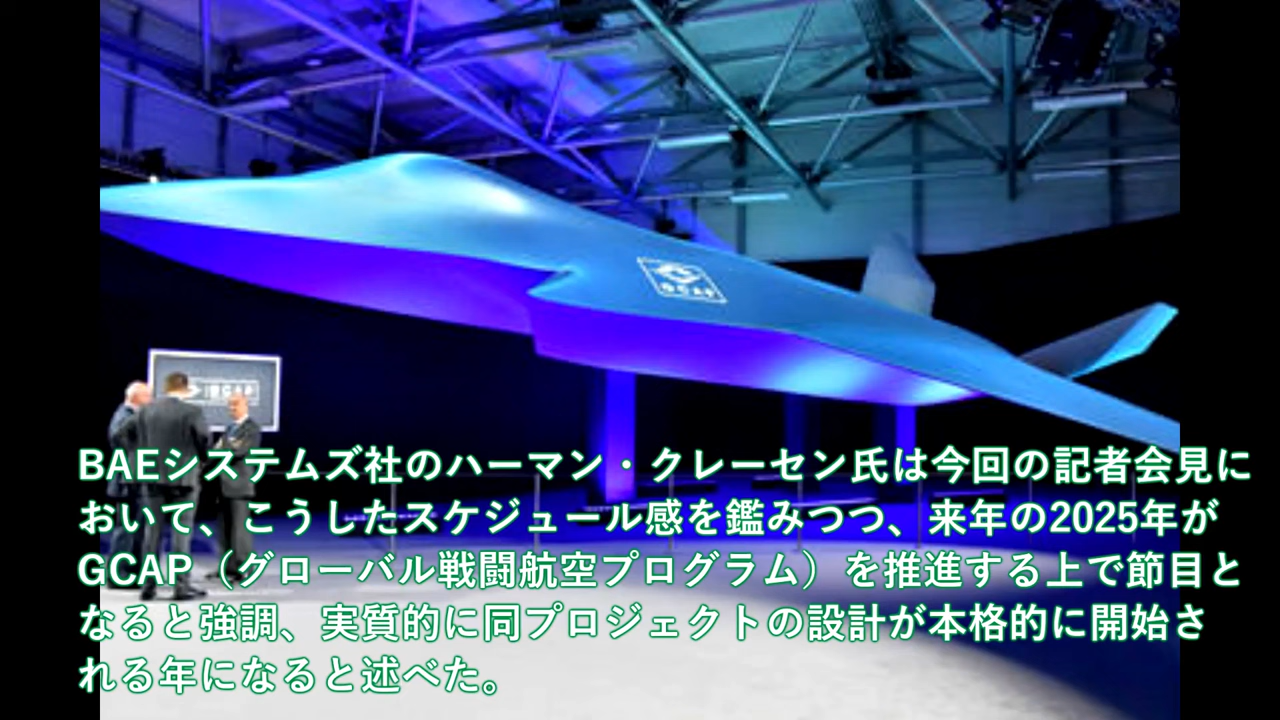 GCAP
GCAP
BAEシステムズ社のハーマン・クレーセン氏は今回の記者会見に
おいて、こうしたスケジュール感を鑑みつつ、来年の2025年が
GCAP（グローバル戦闘航空プログラム）を推進する上で節目と
なると強調、実質的に同プロジェクトの設計が本格的に開始さ
れる年になると述べた。